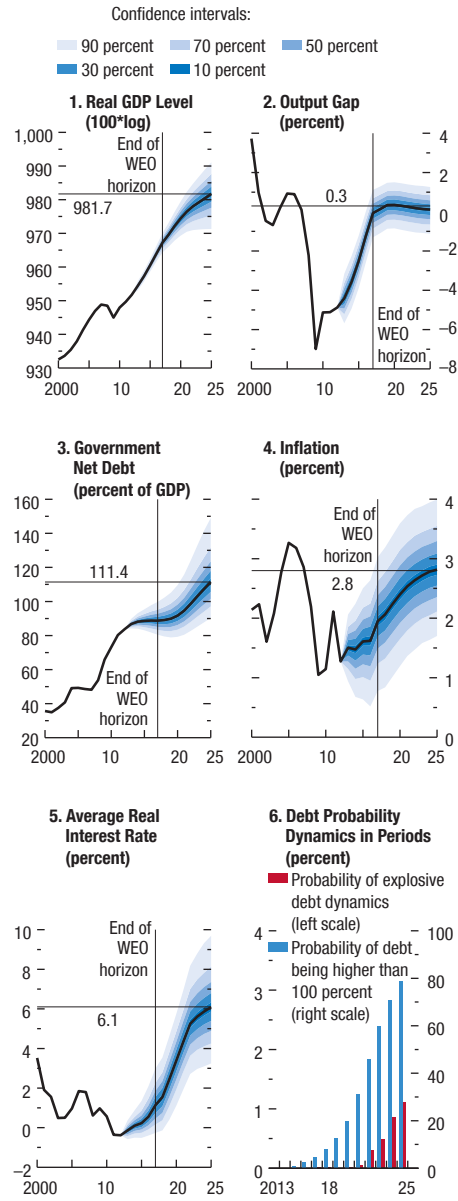 Confidence intervals:
90 percent 70 percent 50 percent
30 percent 10 percent
1. Real GDP Level
(100*log)
1,000
990
980
970
960
950
940
930
End of
WEO
horizon
981.7
2000 10 20 25
2. Output Gap
(percent)
4
2
0
–2
–4
–6
–8
0.3
End of
WEO
horizon
2000 10 20 25
3. Government
Net Debt
(percent of GDP)
160
140
120
100
80
60
40
20
111.4
End of
WEO
horizon
2000 10 20 25
4. Inflation
(percent)
4
3
2
1
0
End of
WEO
horizon
2.8
2000 10 20 25
5. Average Real
Interest Rate
(percent)
10
8
6
4
2
0
–2
End of
WEO
horizon
6.1
2000 10 20 25
6. Debt Probability
Dynamics in Periods
(percent)
Probability of explosive
debt dynamics
(left scale)
Probability of debt
being higher than
100 percent
(right scale)
4
3
2
1
0
100
80
60
40
20
0
2013 18 25